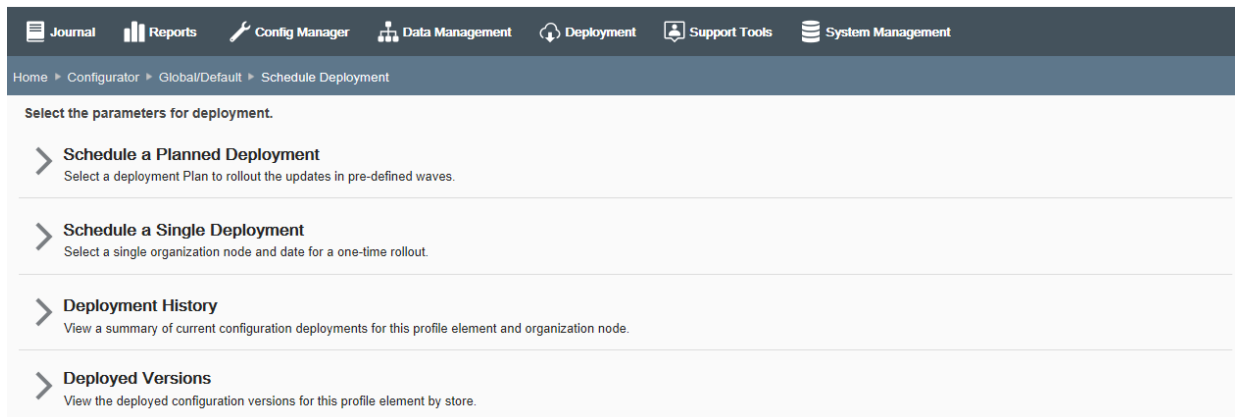 Journal Reports Config Manager Data Management Deployment Support Tools System Management
Home Configurator Global/Default Schedule Deployment
Select the parameters for deployment.
Schedule a Planned Deployment
Select a deployment Plan to rollout the updates in pre-defined waves.
Schedule a Single Deployment
Select a single organization node and date for a one-time rollout.
Deployment History
View a summary of current configuration deployments for this profile element and organization node.
Deployed Versions
View the deployed configuration versions for this profile element by store.